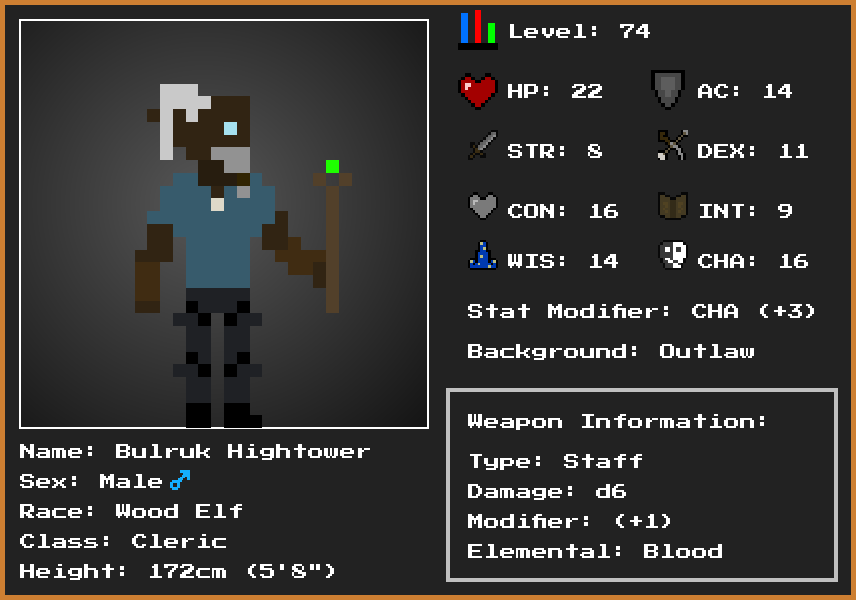 Level: 74
HP: 22
AC: 14
STR: 8
DEX: 11
CON: 16
INT: 9
WIS: 14
CHA: 16
Stat Modifier: CHA (+3)
Background: Outlaw
Weapon Information:
Type: Staff
Damage: d6
Modifier: (+1)
Elemental: Blood
Name: Bulruk Hightower
Sex: Male♂
Race: Wood Elf
Class: Cleric
Height: 172cm (5'8")